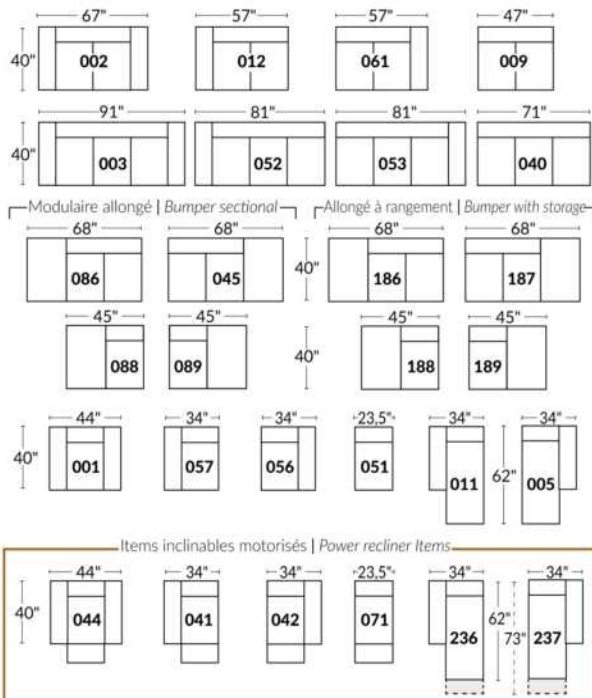 67" 57" 57" 47"
40" 002 012 061 009
91" 81" 81" 71"
40" 003 052 053 040
Modulaire allongé | Bumper sectional Allongé à rangement | Bumper with storage
68" 68" 68" 68"
086 045 40" 186 187
45" 45" 45" 45"
088 089 40" 188 189
44" 34" 34" 23,5" 34" 34"
40" 001 057 056 051 011 62" 005
Items inclinables motorisés | Power recliner Items
44" 34" 34" 23,5" 34" 34"
40" 044 041 042 071 236 62" 73" 237